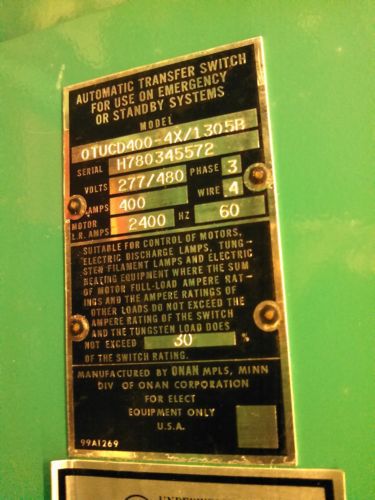 AUTOMATIC TRANSFER SWITCH
FOR USE ON EMERGENCY
OR STANDBY SYSTEMS
MODEL
OTUCD400-4X/1305B
SERIAL H780345572
VOLTS 277/480 PHASE 3
AMPS 400 WIRE 4
MOTOR
L.R. AMPS 2400 HZ 60
SUITABLE FOR CONTROL OF MOTORS,
ELECTRIC DISCHARGE LAMPS, TUNG-
STEN FILAMENT LAMPS AND ELECTRIC
HEATING EQUIPMENT WHERE THE SUM
OF MOTOR FULL-LOAD AMPERE RAT-
INGS AND THE AMPERE RATINGS OF
OTHER LOADS DO NOT EXCEED THE
AMPERE RATING OF THE SWITCH
AND THE TUNGSTEN LOAD DOES
NOT EXCEED 30
OF THE SWITCH RATING.
MANUFACTURED BY ONAN MPLS, MINN
DIV OF ONAN CORPORATION
FOR ELECT
EQUIPMENT ONLY
U.S.A.
99A1269